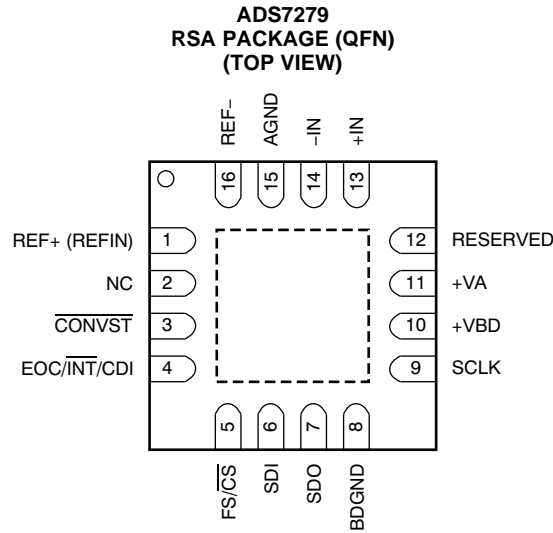 ADS7279
RSA PACKAGE (QFN)
(TOP VIEW)
REF–
AGND
–IN
+IN
16
15
14
13
REF+ (REFIN)
1
12
RESERVED
NC
2
11
+VA
CONVST
3
10
+VBD
EOC/INT/CDI
4
9
SCLK
5
6
7
8
FS/CS
SDI
SDO
BDGND